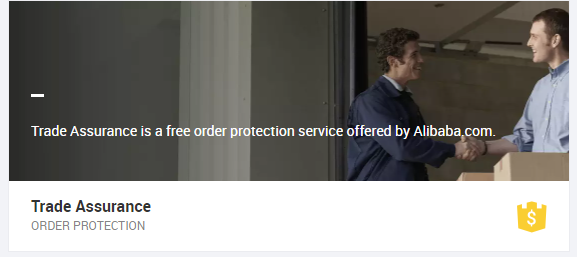 Trade Assurance is a free order protection service offered by Alibaba.com.
Trade Assurance
ORDER PROTECTION
$